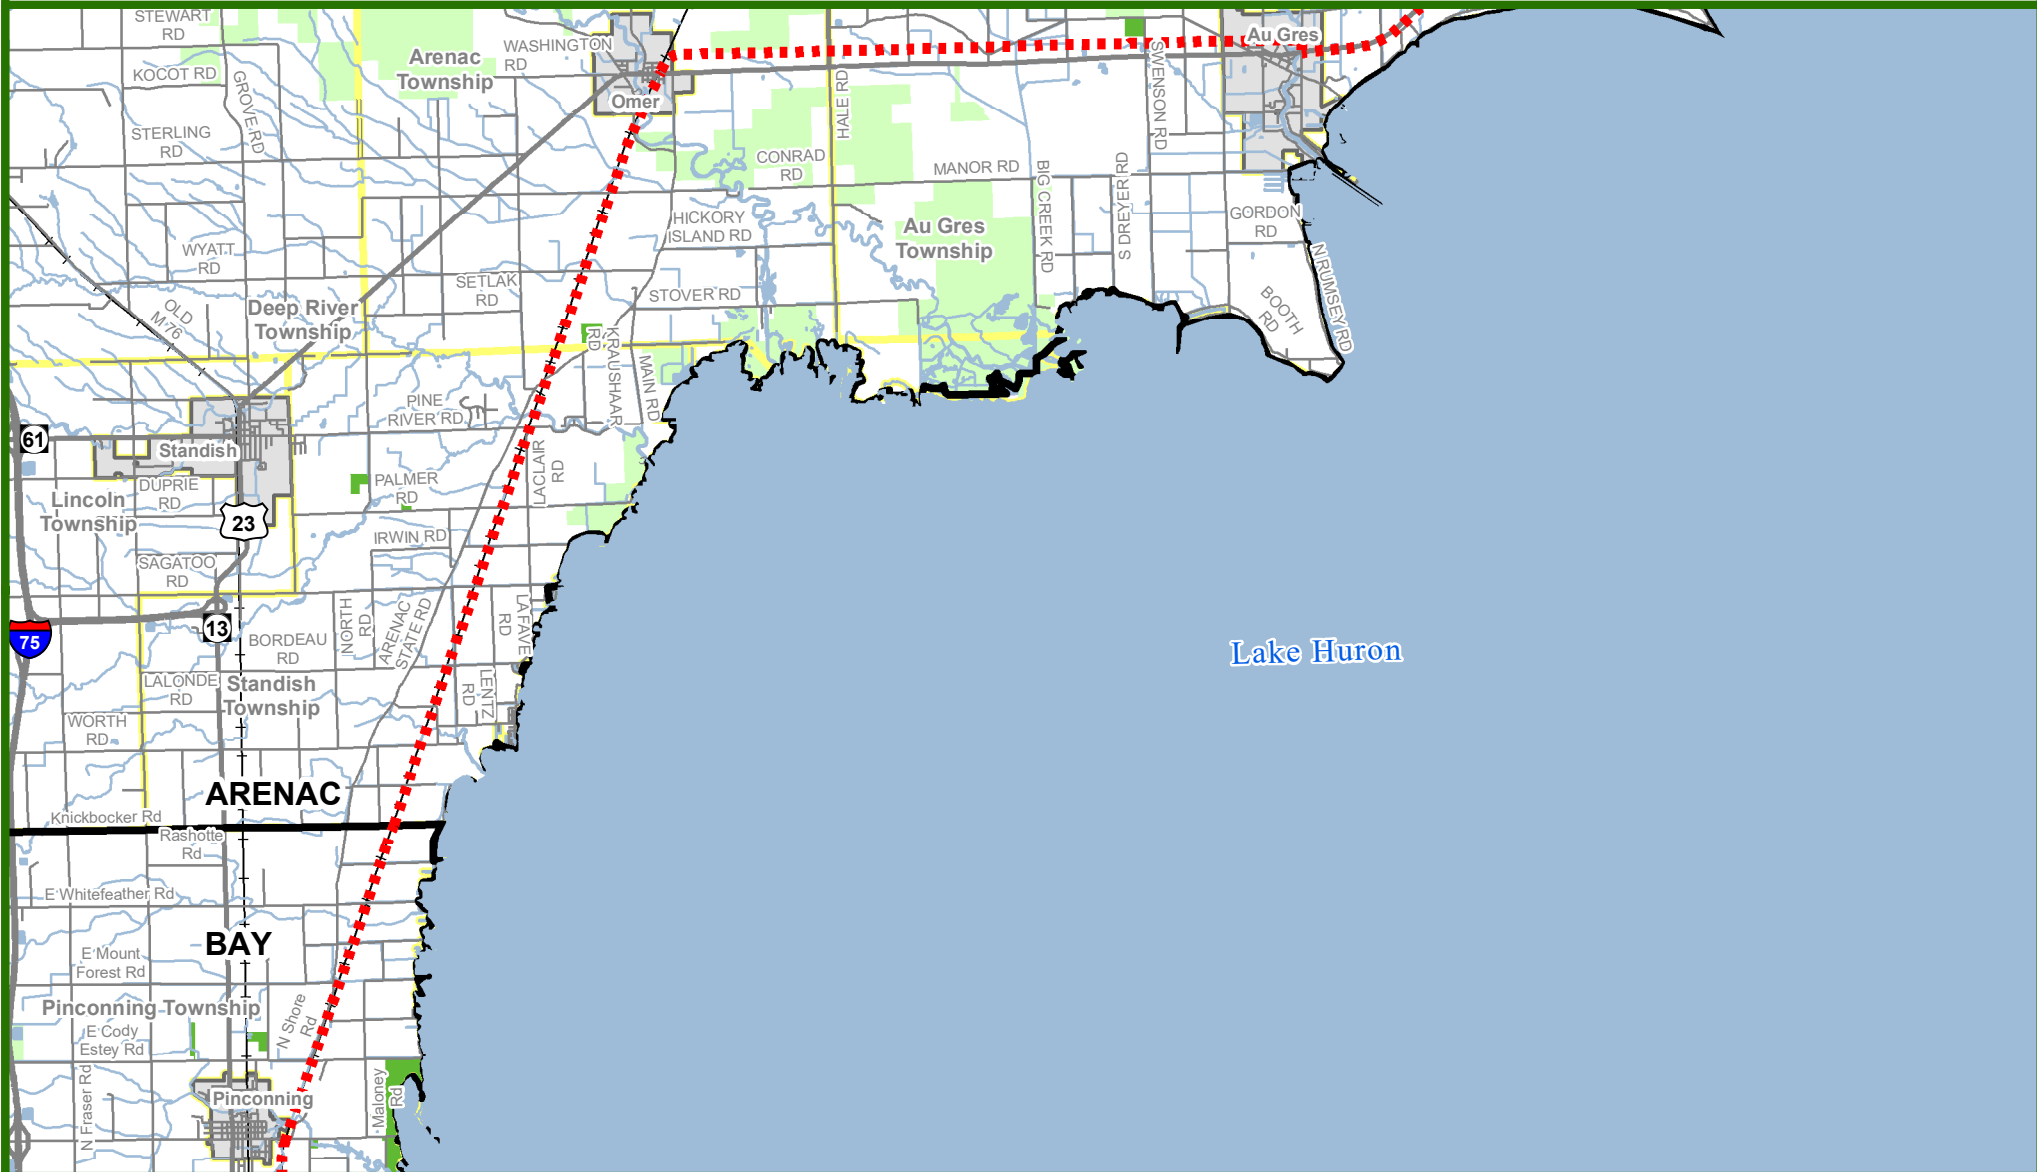 STEWART
RD
KOCOT RD
GROVE RD
Arenac
Township
WASHINGTON
RD
Omer
HALE RD
SWENSON RD
Au Gres
STERLING
RD
CONRAD
RD
MANOR RD
BIG CREEK RD
S DREYER RD
HICKORY
ISLAND RD
Au Gres
Township
GORDON
RD
N RUMSEY RD
WYATT
RD
SETLAK
RD
STOVER RD
BOOTH
RD
OLD
M 76
Deep River
Township
KRAUSHAAR
RD
MAIN RD
PINE
RIVER RD
61
Standish
LACLAIR
RD
DUPRIE
RD
PALMER
RD
Lincoln
Township
23
IRWIN RD
SAGATOO
RD
13
75
NORTH
RD
ARENAC
STATE RD
LAFAVE
RD
BORDEAU
RD
Lake Huron
LALONDE
RD
Standish
Township
LENTZ
RD
WORTH
RD
ARENAC
Knickbocker Rd
Rashotte
Rd
E Whitefeather Rd
BAY
E Mount
Forest Rd
Pinconning Township
N Shore
Rd
E Cody
Estey Rd
N Fraser Rd
Pinconning
Maloney
Rd